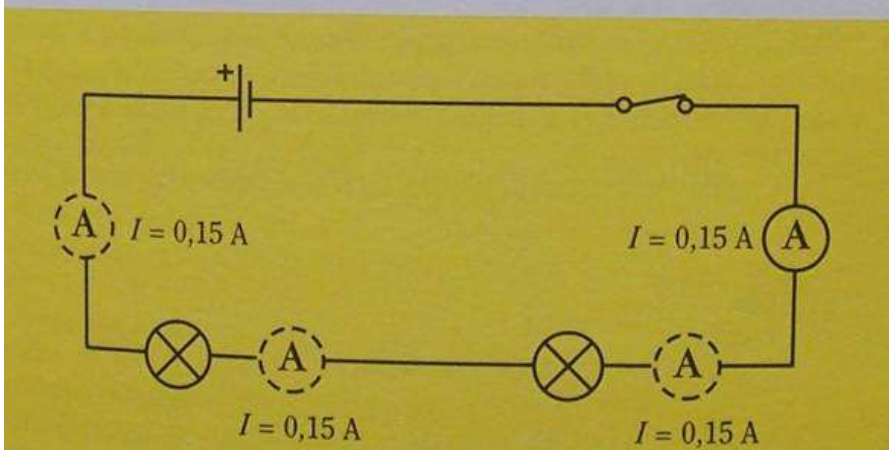 +
A I = 0,15 A
I = 0,15 A A
A
A
I = 0,15 A
I = 0,15 A